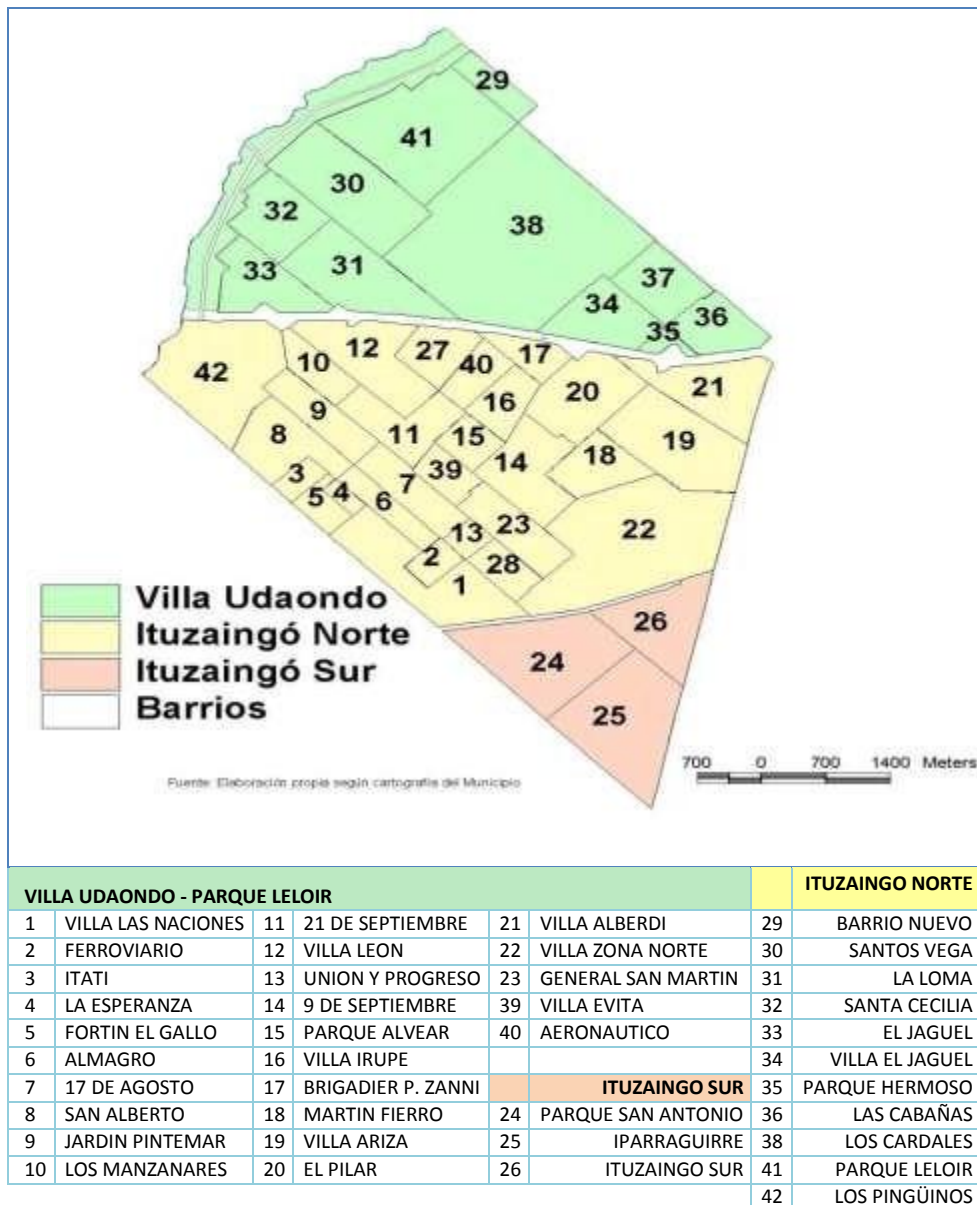 29
41
30
32
38
33
31
37
34
36
35
12
27
17
10
40
42
21
16
20
9
8
11
15
19
18
14
3
39
7
5
4
6
23
22
13
2
28
1
Villa Udaondo
Ituzaingó Norte
Ituzaingó Sur
Barrios
26
24
25
700 0 700 1400 Meters
Fuente: Elaboración propia según cartografía del Municipio
VILLA UDAONDO - PARQUE LELOIR ITUZAINGO NORTE
1 VILLA LAS NACIONES 11 21 DE SEPTIEMBRE 21 VILLA ALBERDI 29 BARRIO NUEVO
2 FERROVIARIO 12 VILLA LEON 22 VILLA ZONA NORTE 30 SANTOS VEGA
3 ITATI 13 UNION Y PROGRESO 23 GENERAL SAN MARTIN 31 LA LOMA
4 LA ESPERANZA 14 9 DE SEPTIEMBRE 39 VILLA EVITA 32 SANTA CECILIA
5 FORTIN EL GALLO 15 PARQUE ALVEAR 40 AERONAUTICO 33 EL JAGUEL
6 ALMAGRO 16 VILLA IRUPE 34 VILLA EL JAGUEL
7 17 DE AGOSTO 17 BRIGADIER P. ZANNI ITUZAINGO SUR 35 PARQUE HERMOSO
8 SAN ALBERTO 18 MARTIN FIERRO 24 PARQUE SAN ANTONIO 36 LAS CABAÑAS
9 JARDIN PINTEMAR 19 VILLA ARIZA 25 IPARRAGUIRRE 38 LOS CARDALES
10 LOS MANZANARES 20 EL PILAR 26 ITUZAINGO SUR 41 PARQUE LELOIR
42 LOS PINGÜINOS